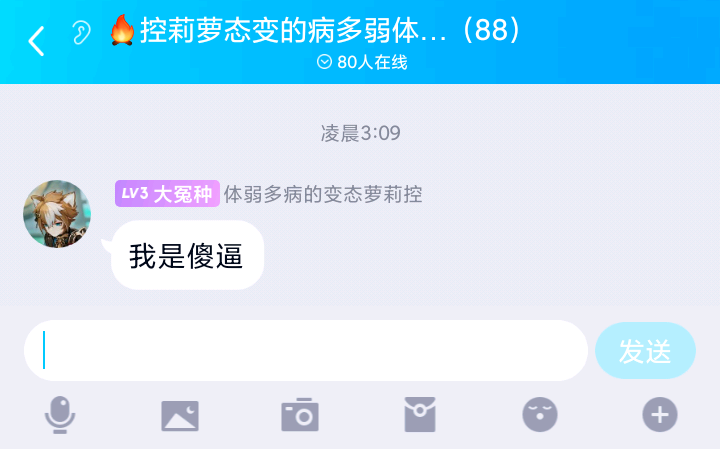 控莉萝态变的病多弱体…（88）
80人在线
凌晨3:09
LV3 大冤种 体弱多病的变态萝莉控
我是傻逼
发送